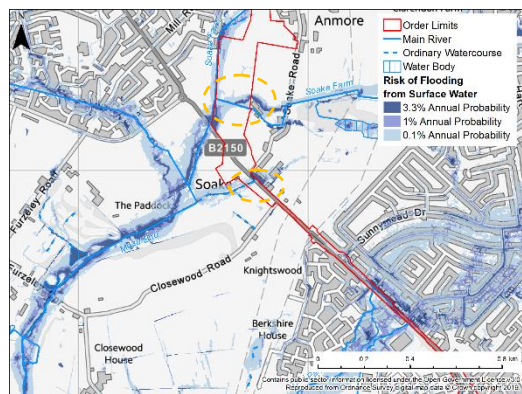 Anmore
Mill Road
Soake Farm
Soake Road
B2150
Soake
The Paddock
Furzeley Road
Closewood Road
Knightswood
Sunnymead Dr
Closewood
House
Berkshire
House
Order Limits
Main River
Ordinary Watercourse
Water Body
Risk of Flooding
from Surface Water
3.3% Annual Probability
1% Annual Probability
0.1% Annual Probability
0 0.2 0.4 0.8 km
Contains public sector information licensed under the Open Government Licence v3.0
Reproduced from Ordnance Survey digital map data © Crown copyright 2019